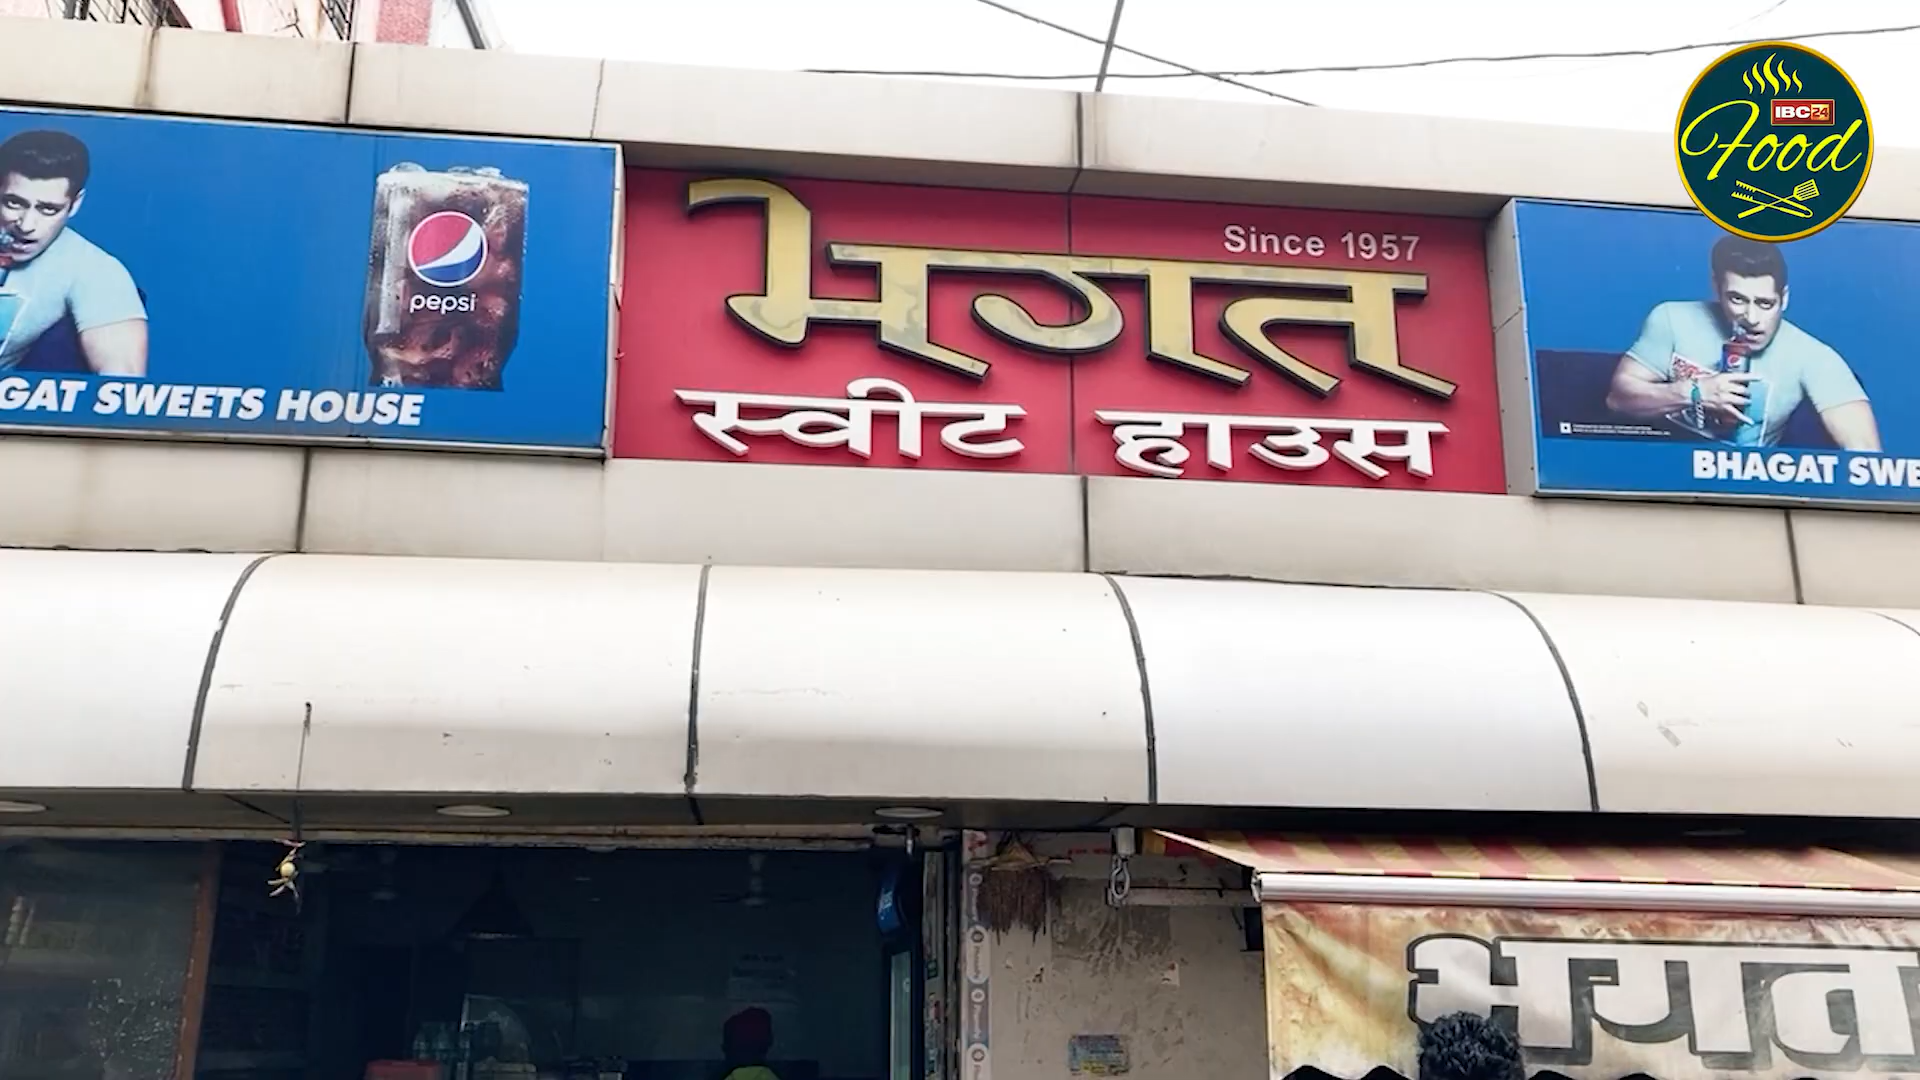 IBC24
Food
Since 1957
भगत
स्वीट हाउस
pepsi
GAT SWEETS HOUSE
BHAGAT SWE
भगत